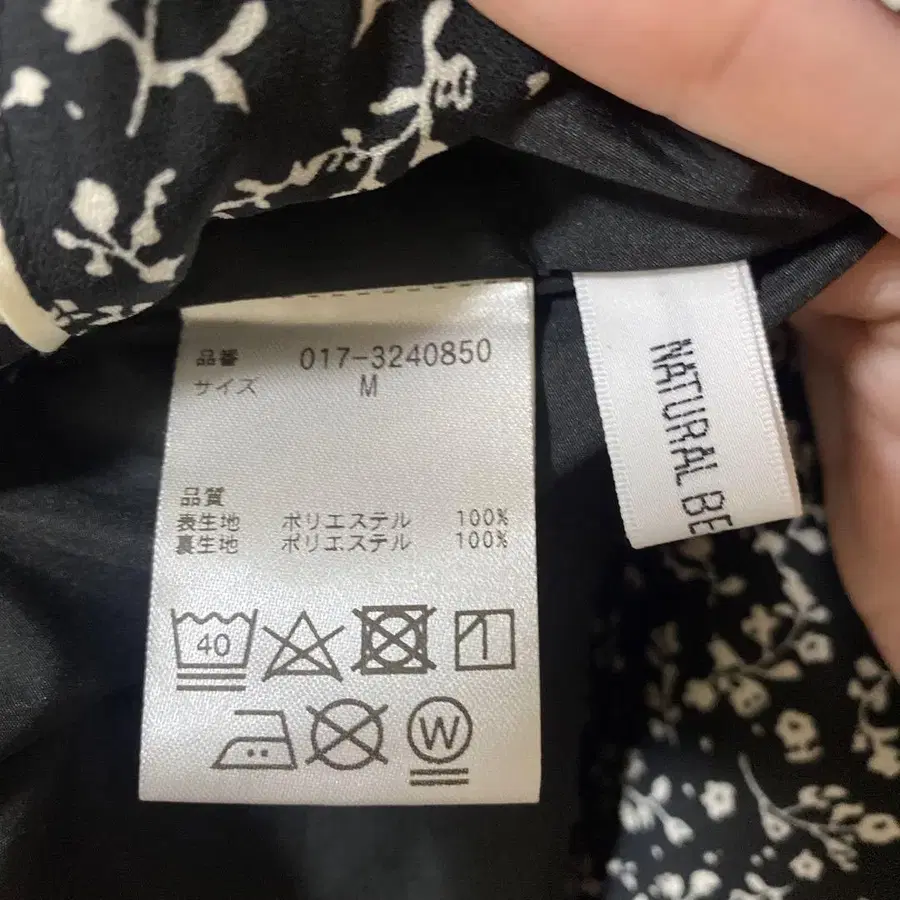 品番 017-3240850
サイズ M
品質
表生地 ポリエステル 100%
裏生地 ポリエステル 100%
40
W
NATURAL BE